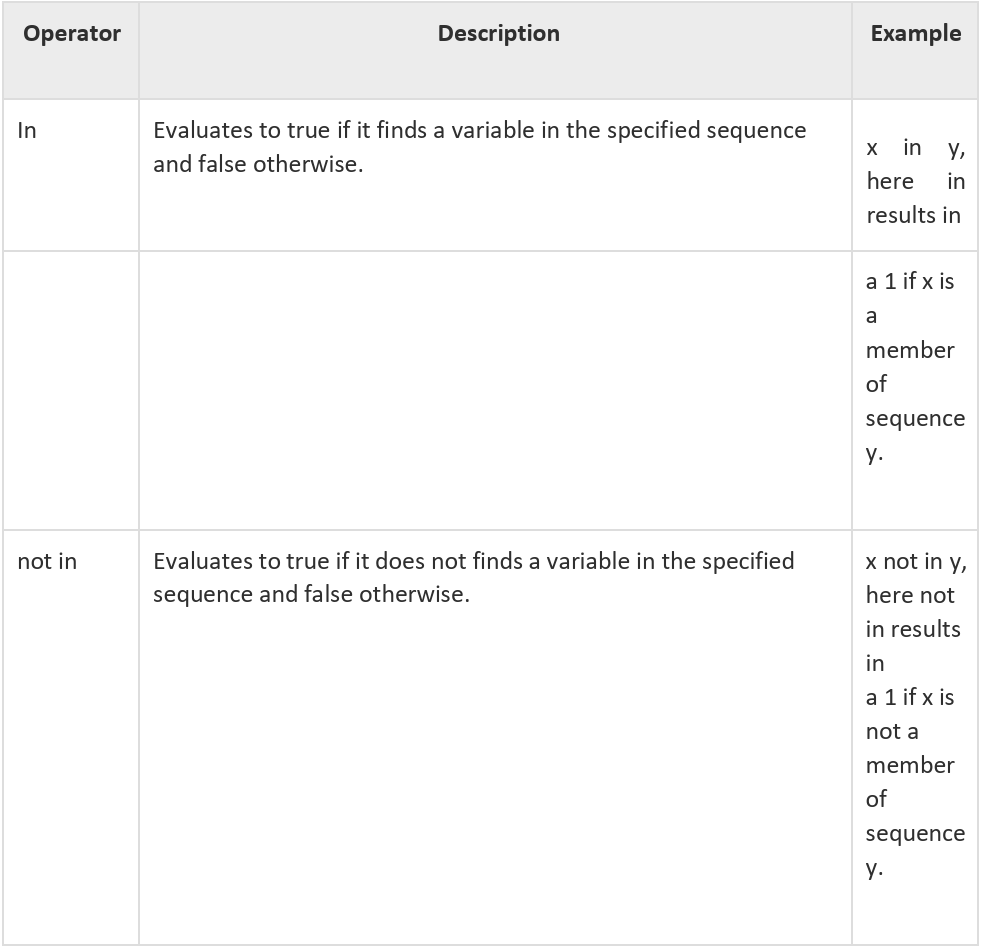 Operator Description Example
In
Evaluates to true if it finds a variable in the specified sequence
and false otherwise.
x in y,
here in
results in
a 1 if x is
a
member
of
sequence
y.
not in
Evaluates to true if it does not finds a variable in the specified
sequence and false otherwise.
x not in y,
here not
in results
in
a 1 if x is
not a
member
of
sequence
y.